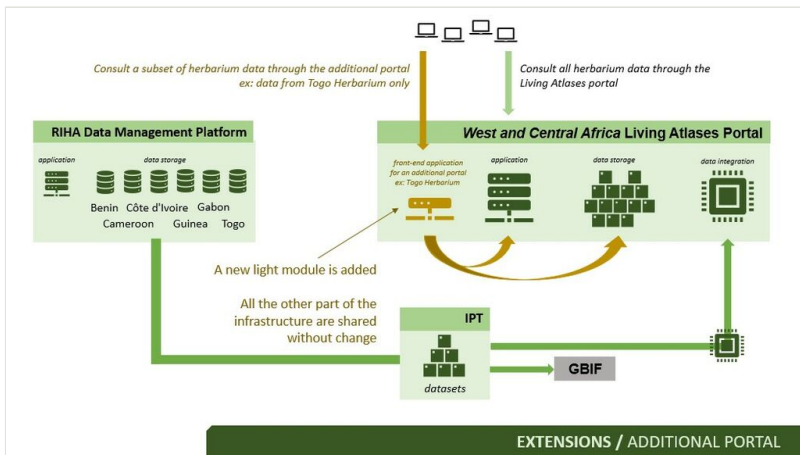 Consult a subset of herbarium data through the additional portal
ex: data from Togo Herbarium only
Consult all herbarium data through the
Living Atlases portal
RIHA Data Management Platform
application
data storage
Benin Côte d'Ivoire Gabon
Cameroon Guinea Togo
West and Central Africa Living Atlases Portal
front-end application
for an additional portal
ex: Togo Herbarium
application
data storage
data integration
A new light module is added
All the other part of the
infrastructure are shared
without change
IPT
datasets
GBIF
EXTENSIONS / ADDITIONAL PORTAL